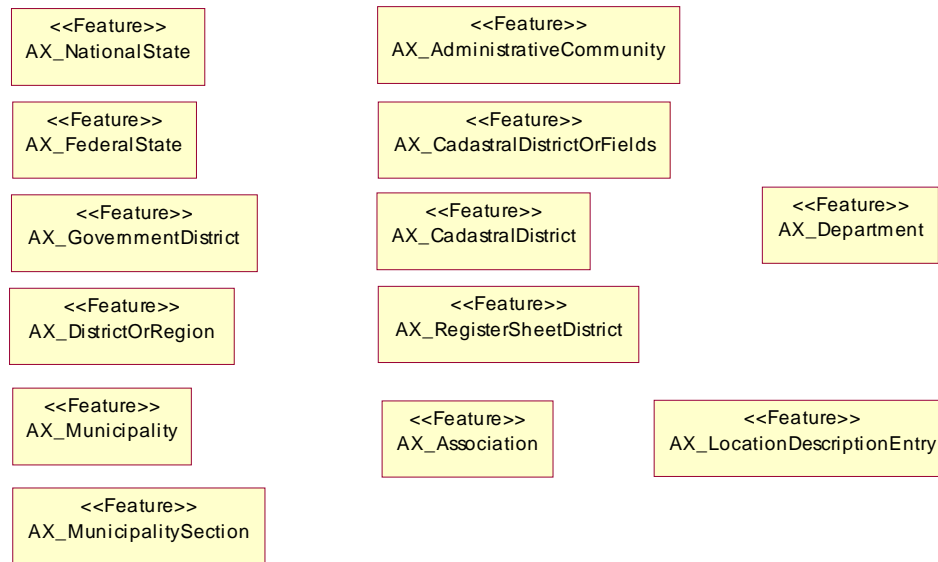 <<Feature>>
AX_NationalState
<<Feature>>
AX_AdministrativeCommunity
<<Feature>>
AX_FederalState
<<Feature>>
AX_CadastralDistrictOrFields
<<Feature>>
AX_GovernmentDistrict
<<Feature>>
AX_CadastralDistrict
<<Feature>>
AX_Department
<<Feature>>
AX_DistrictOrRegion
<<Feature>>
AX_RegisterSheetDistrict
<<Feature>>
AX_Municipality
<<Feature>>
AX_Association
<<Feature>>
AX_LocationDescriptionEntry
<<Feature>>
AX_MunicipalitySection